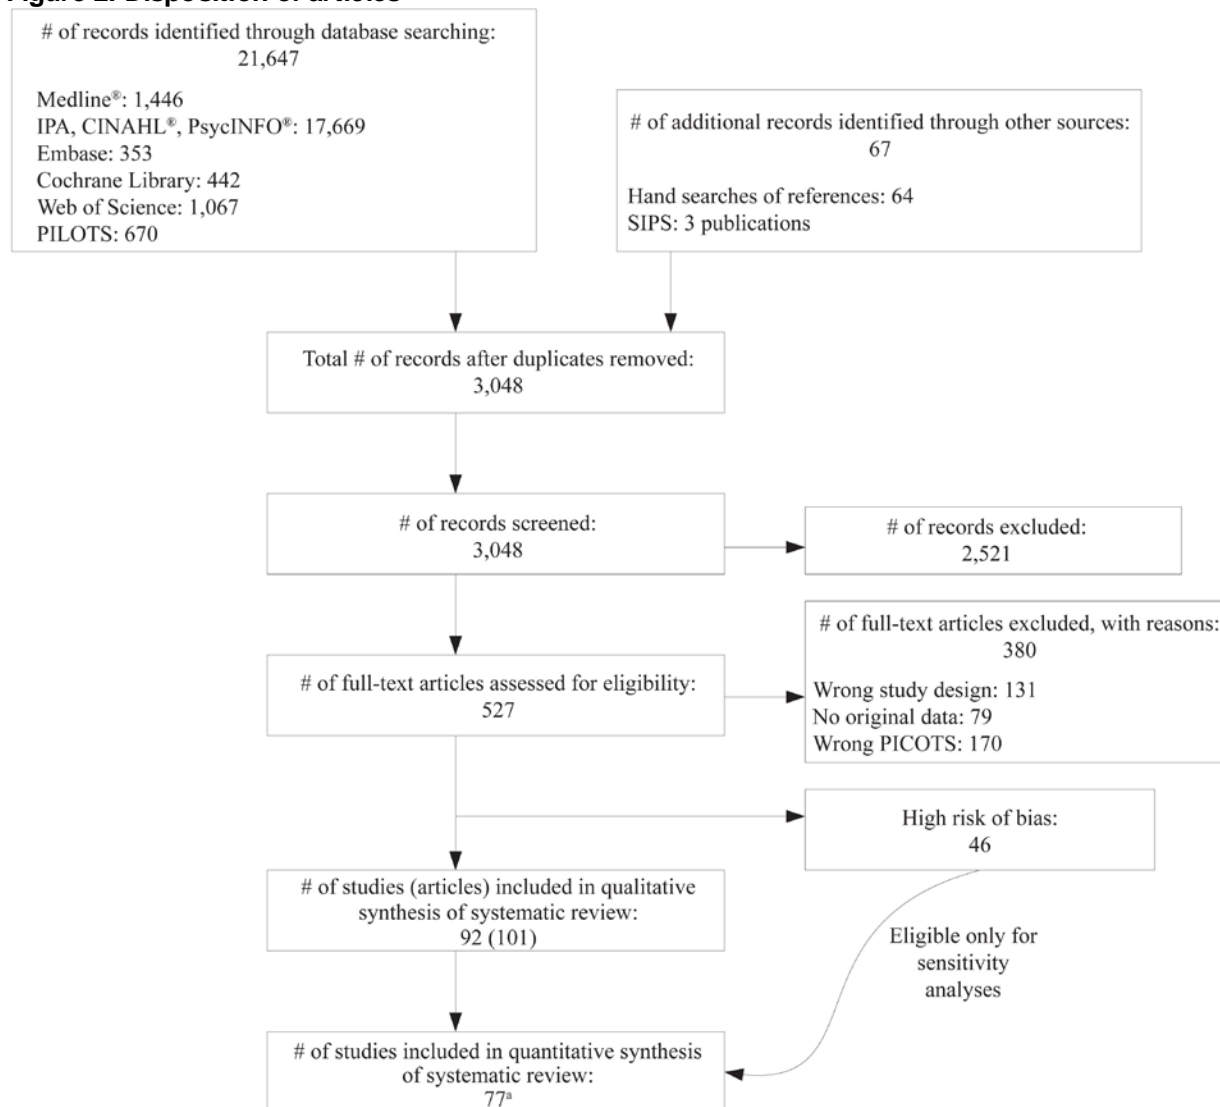 Figure 2. Disposition of articles
# of records identified through database searching:
21,647
Medline®: 1,446
IPA, CINAHL®, PsycINFO®: 17,669
Embase: 353
Cochrane Library: 442
Web of Science: 1,067
PILOTS: 670
# of additional records identified through other sources:
67
Hand searches of references: 64
SIPS: 3 publications
Total # of records after duplicates removed:
3,048
# of records screened:
3,048
# of records excluded:
2,521
# of full-text articles assessed for eligibility:
527
# of full-text articles excluded, with reasons:
380
Wrong study design: 131
No original data: 79
Wrong PICOTS: 170
High risk of bias:
46
# of studies (articles) included in qualitative
synthesis of systematic review:
92 (101)
Eligible only for
sensitivity
analyses
# of studies included in quantitative synthesis
of systematic review:
77ᵃ